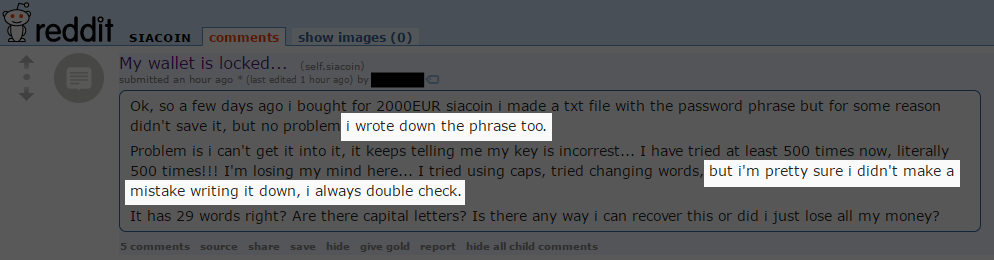 reddit SIACOIN comments show images (0)
My wallet is locked... (self.siacoin)
submitted an hour ago * (last edited 1 hour ago) by
Ok, so a few days ago i bought for 2000EUR siacoin i made a txt file with the password phrase but for some reason
didn't save it, but no problem i wrote down the phrase too.
Problem is i can't get it into it, it keeps telling me my key is incorrest... I have tried at least 500 times now, literally
500 times!!! I'm losing my mind here... I tried using caps, tried changing words, but i'm pretty sure i didn't make a
mistake writing it down, i always double check.
It has 29 words right? Are there capital letters? Is there any way i can recover this or did i just lose all my money?
5 comments source share save hide give gold report hide all child comments